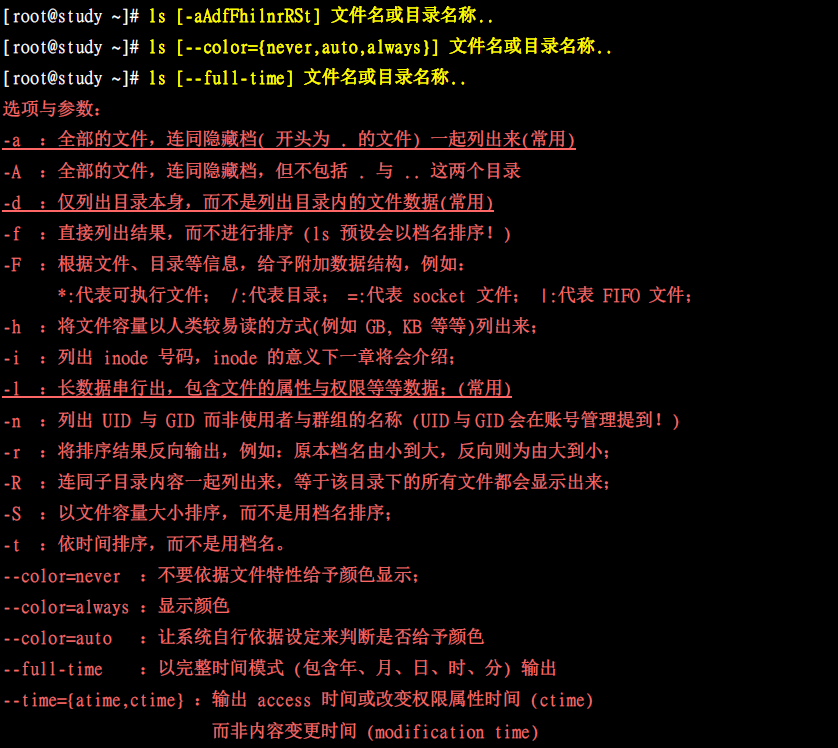 [root@study ~]# ls [-aAdfFhilnrRSt] 文件名或目录名称..
[root@study ~]# ls [--color={never,auto,always}] 文件名或目录名称..
[root@study ~]# ls [--full-time] 文件名或目录名称..
选项与参数：
-a ：全部的文件，连同隐藏档( 开头为 . 的文件) 一起列出来(常用)
-A ：全部的文件，连同隐藏档，但不包括 . 与 .. 这两个目录
-d ：仅列出目录本身，而不是列出目录内的文件数据(常用)
-f ：直接列出结果，而不进行排序 (ls 预设会以档名排序！)
-F ：根据文件、目录等信息，给予附加数据结构，例如：
*:代表可执行文件； /:代表目录； =:代表 socket 文件； |:代表 FIFO 文件；
-h ：将文件容量以人类较易读的方式(例如 GB, KB 等等)列出来；
-i ：列出 inode 号码，inode 的意义下一章将会介绍；
-l ：长数据串行出，包含文件的属性与权限等等数据；(常用)
-n ：列出 UID 与 GID 而非使用者与群组的名称 (UID与GID会在账号管理提到！)
-r ：将排序结果反向输出，例如：原本档名由小到大，反向则为由大到小；
-R ：连同子目录内容一起列出来，等于该目录下的所有文件都会显示出来；
-S ：以文件容量大小排序，而不是用档名排序；
-t ：依时间排序，而不是用档名。
--color=never ：不要依据文件特性给予颜色显示；
--color=always ：显示颜色
--color=auto ：让系统自行依据设定来判断是否给予颜色
--full-time ：以完整时间模式 (包含年、月、日、时、分) 输出
--time={atime,ctime} ：输出 access 时间或改变权限属性时间 (ctime)
而非内容变更时间 (modification time)